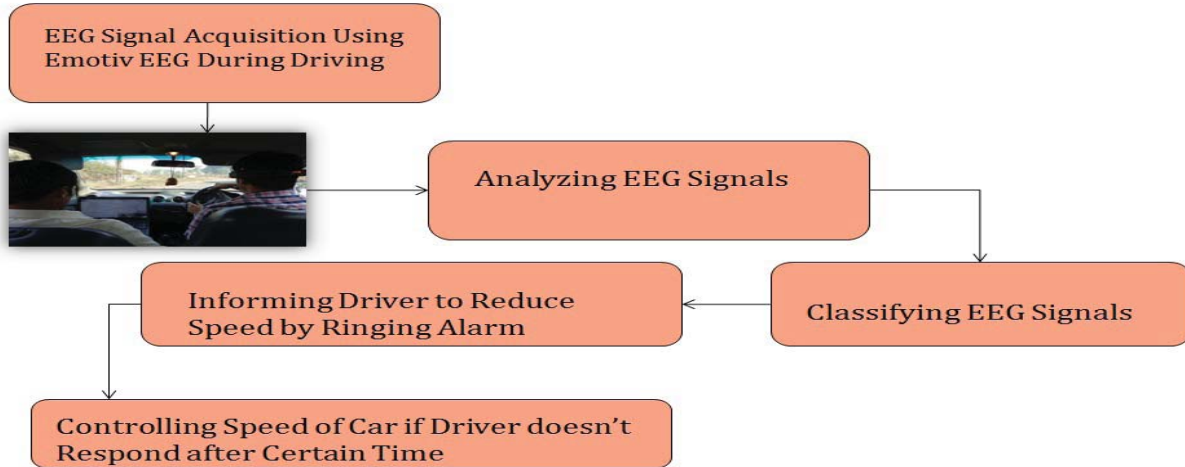 EEG Signal Acquisition Using
Emotiv EEG During Driving
Analyzing EEG Signals
Classifying EEG Signals
Informing Driver to Reduce
Speed by Ringing Alarm
Controlling Speed of Car if Driver doesn't
Respond after Certain Time